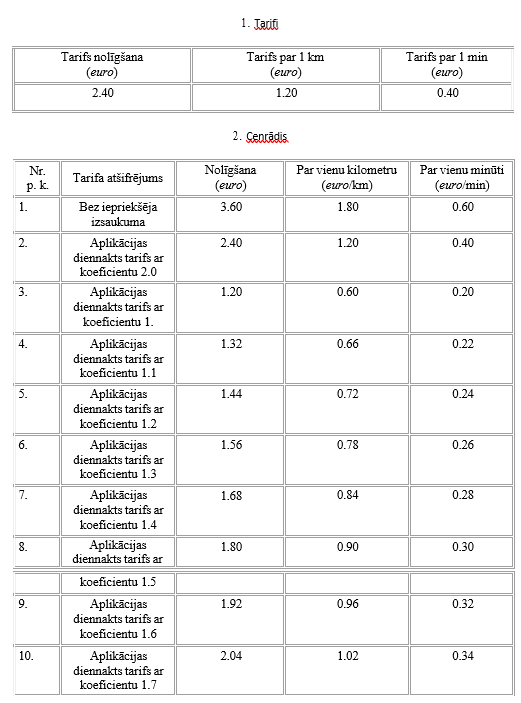 1. Tarifi
Tarifs nolīgšana
(euro)
Tarifs par 1 km
(euro)
Tarifs par 1 min
(euro)
2.40
1.20
0.40
2. Cenrādis
Nr.
p. k.
Tarifa atšifrējums
Nolīgšana
(euro)
Par vienu kilometru
(euro/km)
Par vienu minūti
(euro/min)
1.
Bez iepriekšēja
izsaukuma
3.60
1.80
0.60
2.
Aplikācijas
diennakts tarifs ar
koeficientu 2.0
2.40
1.20
0.40
3.
Aplikācijas
diennakts tarifs ar
koeficientu 1.
1.20
0.60
0.20
4.
Aplikācijas
diennakts tarifs ar
koeficientu 1.1
1.32
0.66
0.22
5.
Aplikācijas
diennakts tarifs ar
koeficientu 1.2
1.44
0.72
0.24
6.
Aplikācijas
diennakts tarifs ar
koeficientu 1.3
1.56
0.78
0.26
7.
Aplikācijas
diennakts tarifs ar
koeficientu 1.4
1.68
0.84
0.28
8.
Aplikācijas
diennakts tarifs ar
1.80
0.90
0.30
koeficientu 1.5
9.
Aplikācijas
diennakts tarifs ar
koeficientu 1.6
1.92
0.96
0.32
10.
Aplikācijas
diennakts tarifs ar
koeficientu 1.7
2.04
1.02
0.34